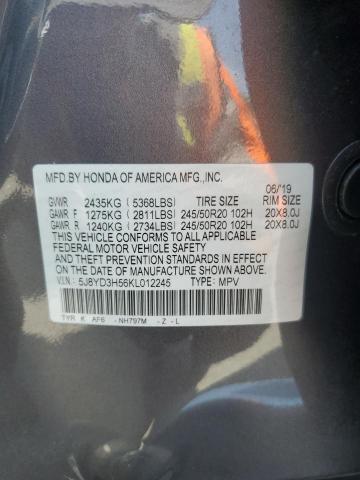 MFD.BY HONDA OF AMERICA MFG.,INC.
06/'19
GVWR 2435KG (5368LBS) TIRE SIZE RIM SIZE
GAWR F 1275KG (2811LBS) 245/50R20 102H 20X8.0J
GAWR R 1240KG (2734LBS) 245/50R20 102H 20X8.0J
THIS VEHICLE CONFORMS TO ALL APPLICABLE
FEDERAL MOTOR VEHICLE SAFETY
AND THEFT PREVENTION STANDARDS IN EFFECT
ON THE DATE OF MANUFACTURE SHOWN ABOVE.
V.I.N.: 5J8YD3H56KL012245 TYPE: MPV
TYR K AF6 -NH797M -Z -L